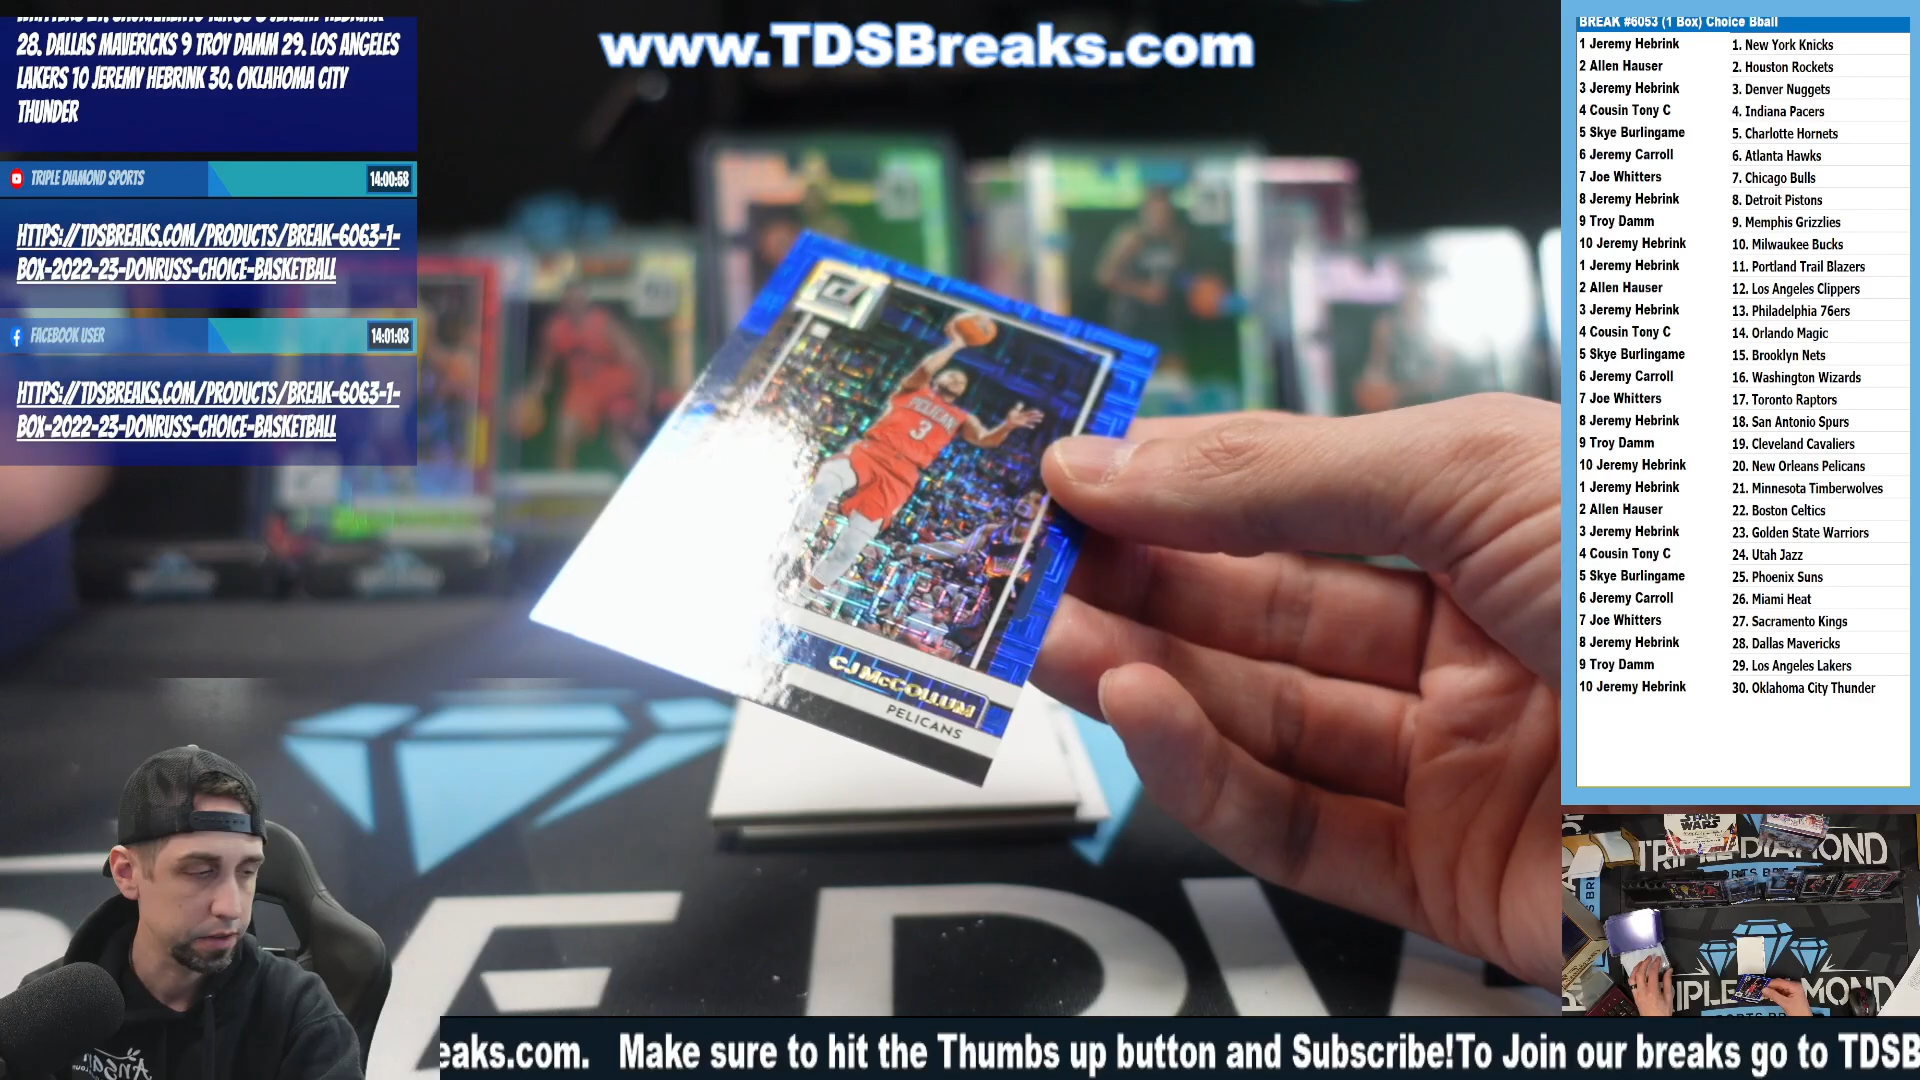 28. DALLAS MAVERICKS 9 TROY DAMM 29. LOS ANGELES
LAKERS 10 JEREMY HEBRINK 30. OKLAHOMA CITY
THUNDER
TRIPLE DIAMOND SPORTS
14:00:58
HTTPS://TDSBREAKS.COM/PRODUCTS/BREAK-6063-1-
BOX-2022-23-DONRUSS-CHOICE-BASKETBALL
FACEBOOK USER
14:01:03
HTTPS://TDSBREAKS.COM/PRODUCTS/BREAK-6063-1-
BOX-2022-23-DONRUSS-CHOICE-BASKETBALL
www.TDSBreaks.com
PELICANS
3
CJ McCOLLUM
PELICANS
BREAK #6053 (1 Box) Choice Bball
1 Jeremy Hebrink 1. New York Knicks
2 Allen Hauser 2. Houston Rockets
3 Jeremy Hebrink 3. Denver Nuggets
4 Cousin Tony C 4. Indiana Pacers
5 Skye Burlingame 5. Charlotte Hornets
6 Jeremy Carroll 6. Atlanta Hawks
7 Joe Whitters 7. Chicago Bulls
8 Jeremy Hebrink 8. Detroit Pistons
9 Troy Damm 9. Memphis Grizzlies
10 Jeremy Hebrink 10. Milwaukee Bucks
1 Jeremy Hebrink 11. Portland Trail Blazers
2 Allen Hauser 12. Los Angeles Clippers
3 Jeremy Hebrink 13. Philadelphia 76ers
4 Cousin Tony C 14. Orlando Magic
5 Skye Burlingame 15. Brooklyn Nets
6 Jeremy Carroll 16. Washington Wizards
7 Joe Whitters 17. Toronto Raptors
8 Jeremy Hebrink 18. San Antonio Spurs
9 Troy Damm 19. Cleveland Cavaliers
10 Jeremy Hebrink 20. New Orleans Pelicans
1 Jeremy Hebrink 21. Minnesota Timberwolves
2 Allen Hauser 22. Boston Celtics
3 Jeremy Hebrink 23. Golden State Warriors
4 Cousin Tony C 24. Utah Jazz
5 Skye Burlingame 25. Phoenix Suns
6 Jeremy Carroll 26. Miami Heat
7 Joe Whitters 27. Sacramento Kings
8 Jeremy Hebrink 28. Dallas Mavericks
9 Troy Damm 29. Los Angeles Lakers
10 Jeremy Hebrink 30. Oklahoma City Thunder
STAR
WARS
TRIPLE DIAMOND
eaks.com. Make sure to hit the Thumbs up button and Subscribe!To Join our breaks go to TDSB